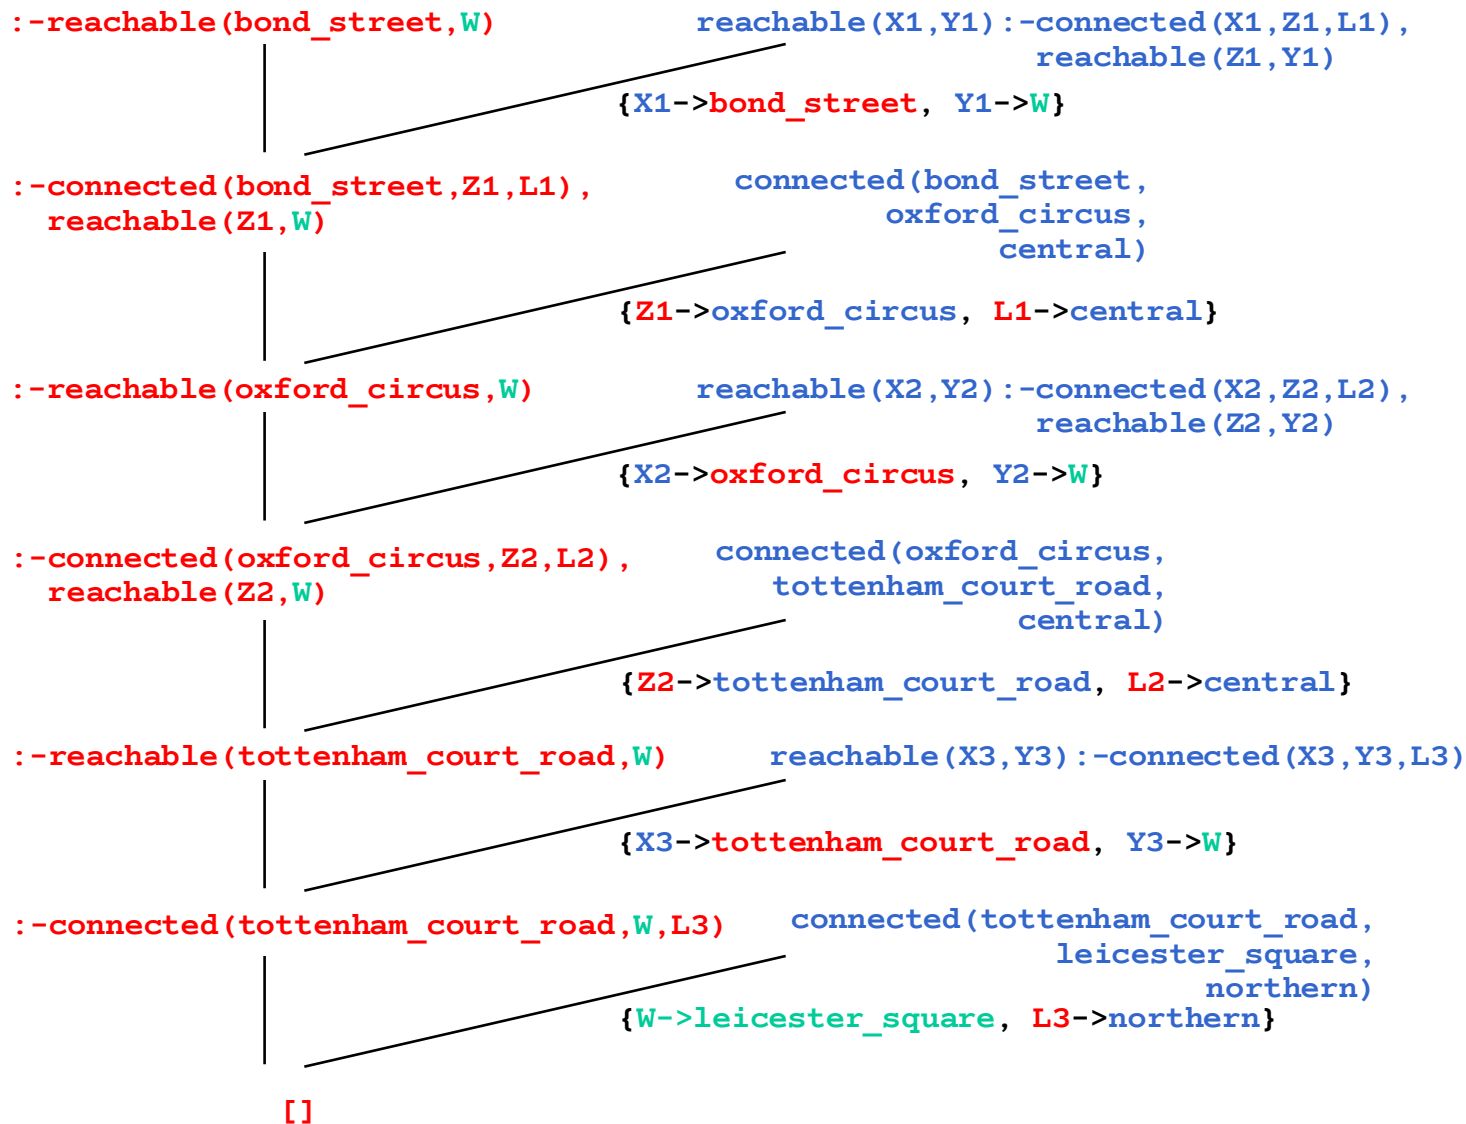 :-reachable(bond_street,W)
reachable(X1,Y1):-connected(X1,Z1,L1),
reachable(Z1,Y1)
{X1->bond_street, Y1->W}
:-connected(bond_street,Z1,L1),
reachable(Z1,W)
connected(bond_street,
oxford_circus,
central)
{Z1->oxford_circus, L1->central}
:-reachable(oxford_circus,W)
reachable(X2,Y2):-connected(X2,Z2,L2),
reachable(Z2,Y2)
{X2->oxford_circus, Y2->W}
:-connected(oxford_circus,Z2,L2),
reachable(Z2,W)
connected(oxford_circus,
tottenham_court_road,
central)
{Z2->tottenham_court_road, L2->central}
:-reachable(tottenham_court_road,W)
reachable(X3,Y3):-connected(X3,Y3,L3)
{X3->tottenham_court_road, Y3->W}
:-connected(tottenham_court_road,W,L3)
connected(tottenham_court_road,
leicester_square,
northern)
{W->leicester_square, L3->northern}
[]